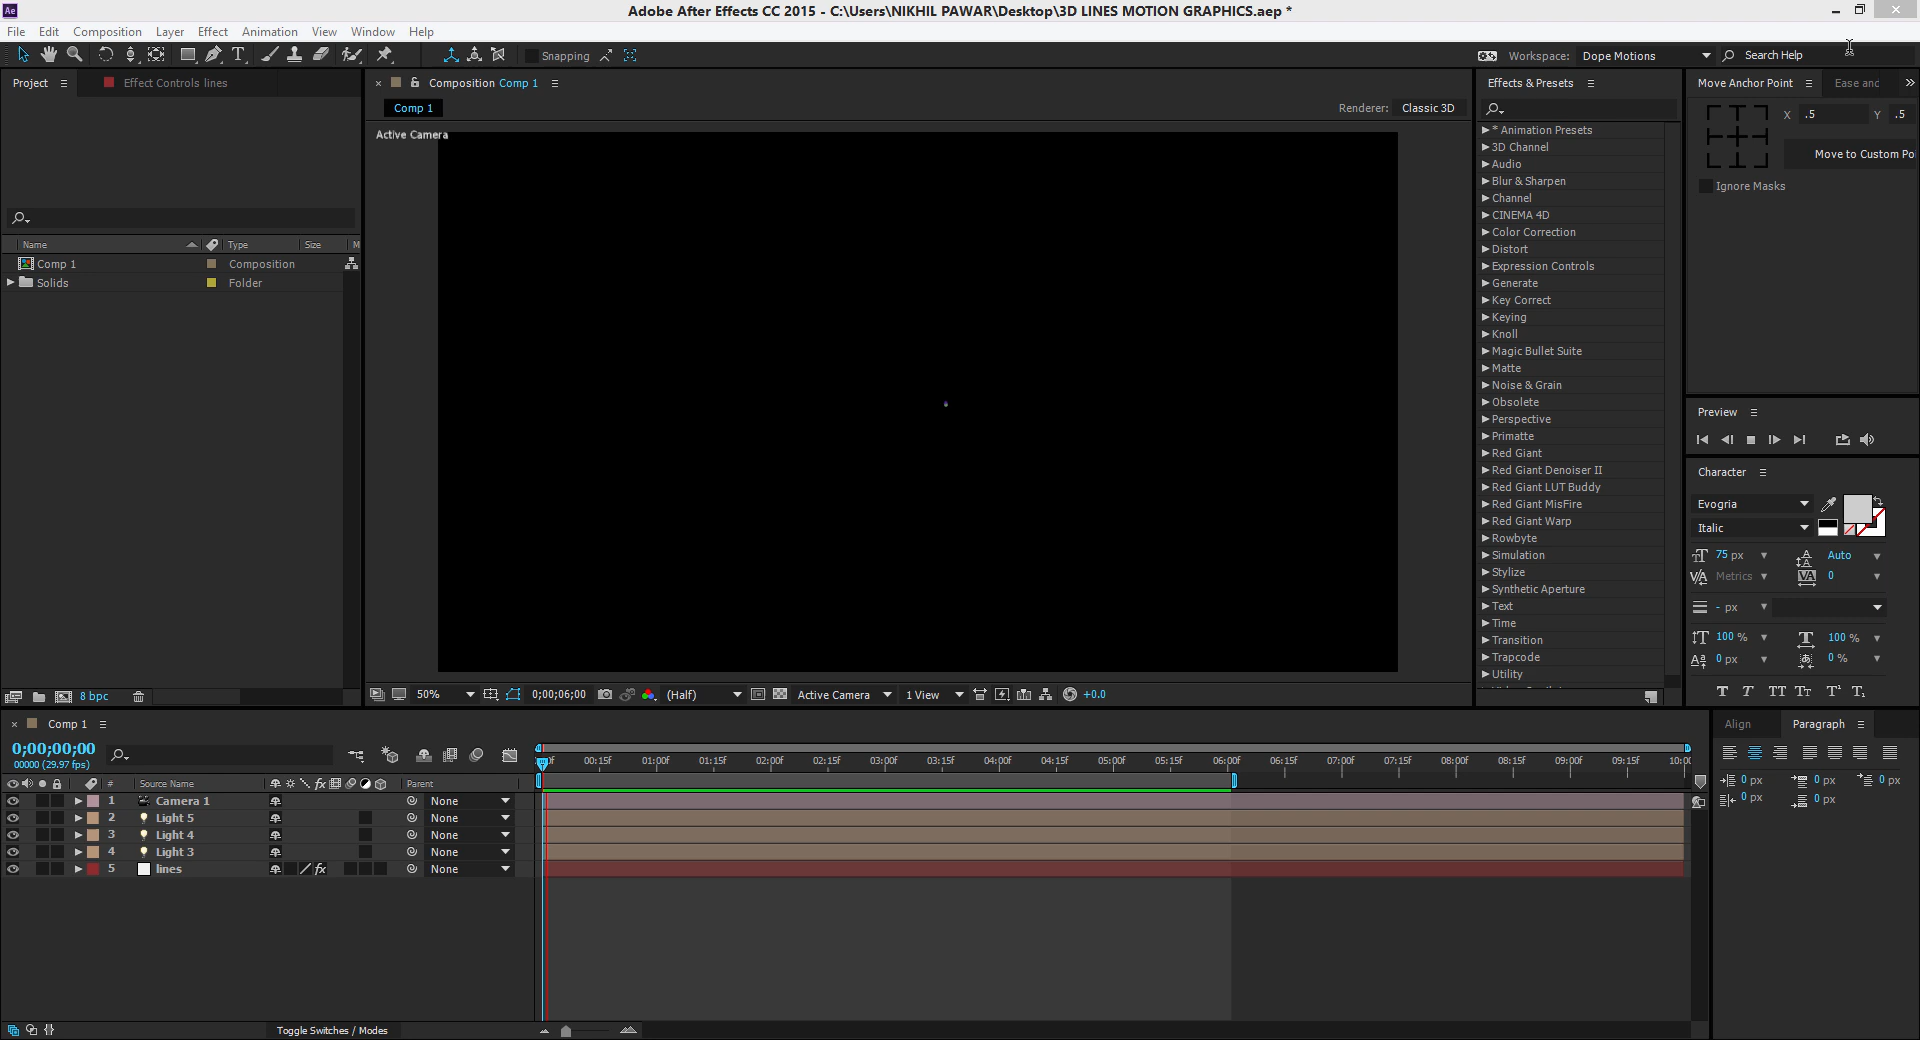 Ae
Adobe After Effects CC 2015 - C:\Users\NIKHIL PAWAR\Desktop\3D LINES MOTION GRAPHICS.aep *
File Edit Composition Layer Effect Animation View Window Help
Snapping
Workspace: Dope Motions
Search Help
Project
Effect Controls lines
Name Type Size M
Comp 1 Composition
Solids Folder
8 bpc
Composition Comp 1
Comp 1
Renderer: Classic 3D
Active Camera
50%
0;00;06;00
(Half)
Active Camera
1 View
+0.0
Effects & Presets
* Animation Presets
3D Channel
Audio
Blur & Sharpen
Channel
CINEMA 4D
Color Correction
Distort
Expression Controls
Generate
Key Correct
Keying
Knoll
Magic Bullet Suite
Matte
Noise & Grain
Obsolete
Perspective
Primatte
Red Giant
Red Giant Denoiser II
Red Giant LUT Buddy
Red Giant MisFire
Red Giant Warp
Rowbyte
Simulation
Stylize
Synthetic Aperture
Text
Time
Transition
Trapcode
Utility
Move Anchor Point
Ease and
X .5 Y .5
Move to Custom Po
Ignore Masks
Preview
Character
Evogria
Italic
75 px Auto
Metrics 0
- px
100 % 100 %
0 px 0 %
Comp 1
0;00;00;00
00000 (29.97 fps)
00:15f 01:00f 01:15f 02:00f 02:15f 03:00f 03:15f 04:00f 04:15f 05:00f 05:15f 06:00f 06:15f 07:00f 07:15f 08:00f 08:15f 09:00f 09:15f 10:00
# Source Name Parent
1 Camera 1 None
2 Light 5 None
3 Light 4 None
4 Light 3 None
5 lines None
Toggle Switches / Modes
Align
Paragraph
0 px 0 px 0 px
0 px 0 px